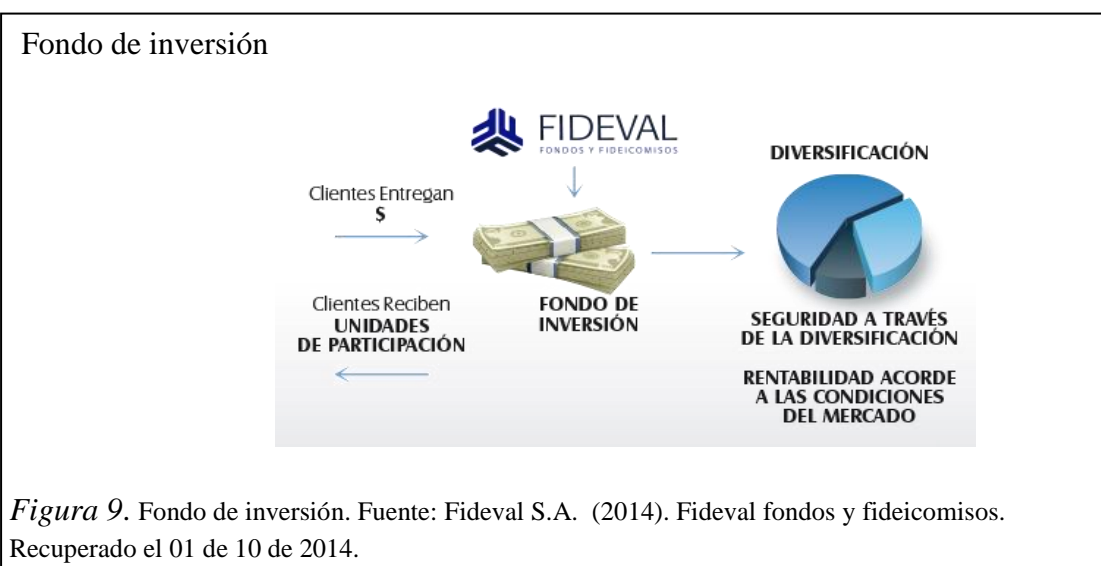 Fondo de inversión
FIDEVAL
FONDOS Y FIDEICOMISOS
Clientes Entregan
$
Clientes Reciben
UNIDADES
DE PARTICIPACIÓN
FONDO DE
INVERSIÓN
DIVERSIFICACIÓN
SEGURIDAD A TRAVÉS
DE LA DIVERSIFICACIÓN
RENTABILIDAD ACORDE
A LAS CONDICIONES
DEL MERCADO
Figura 9. Fondo de inversión. Fuente: Fideval S.A. (2014). Fideval fondos y fideicomisos.
Recuperado el 01 de 10 de 2014.